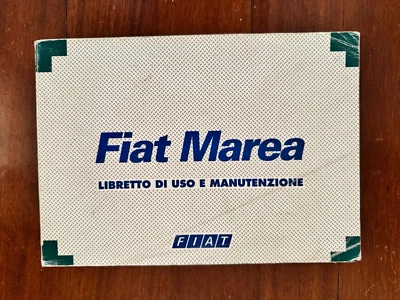 Fiat Marea
LIBRETTO DI USO E MANUTENZIONE
FIAT